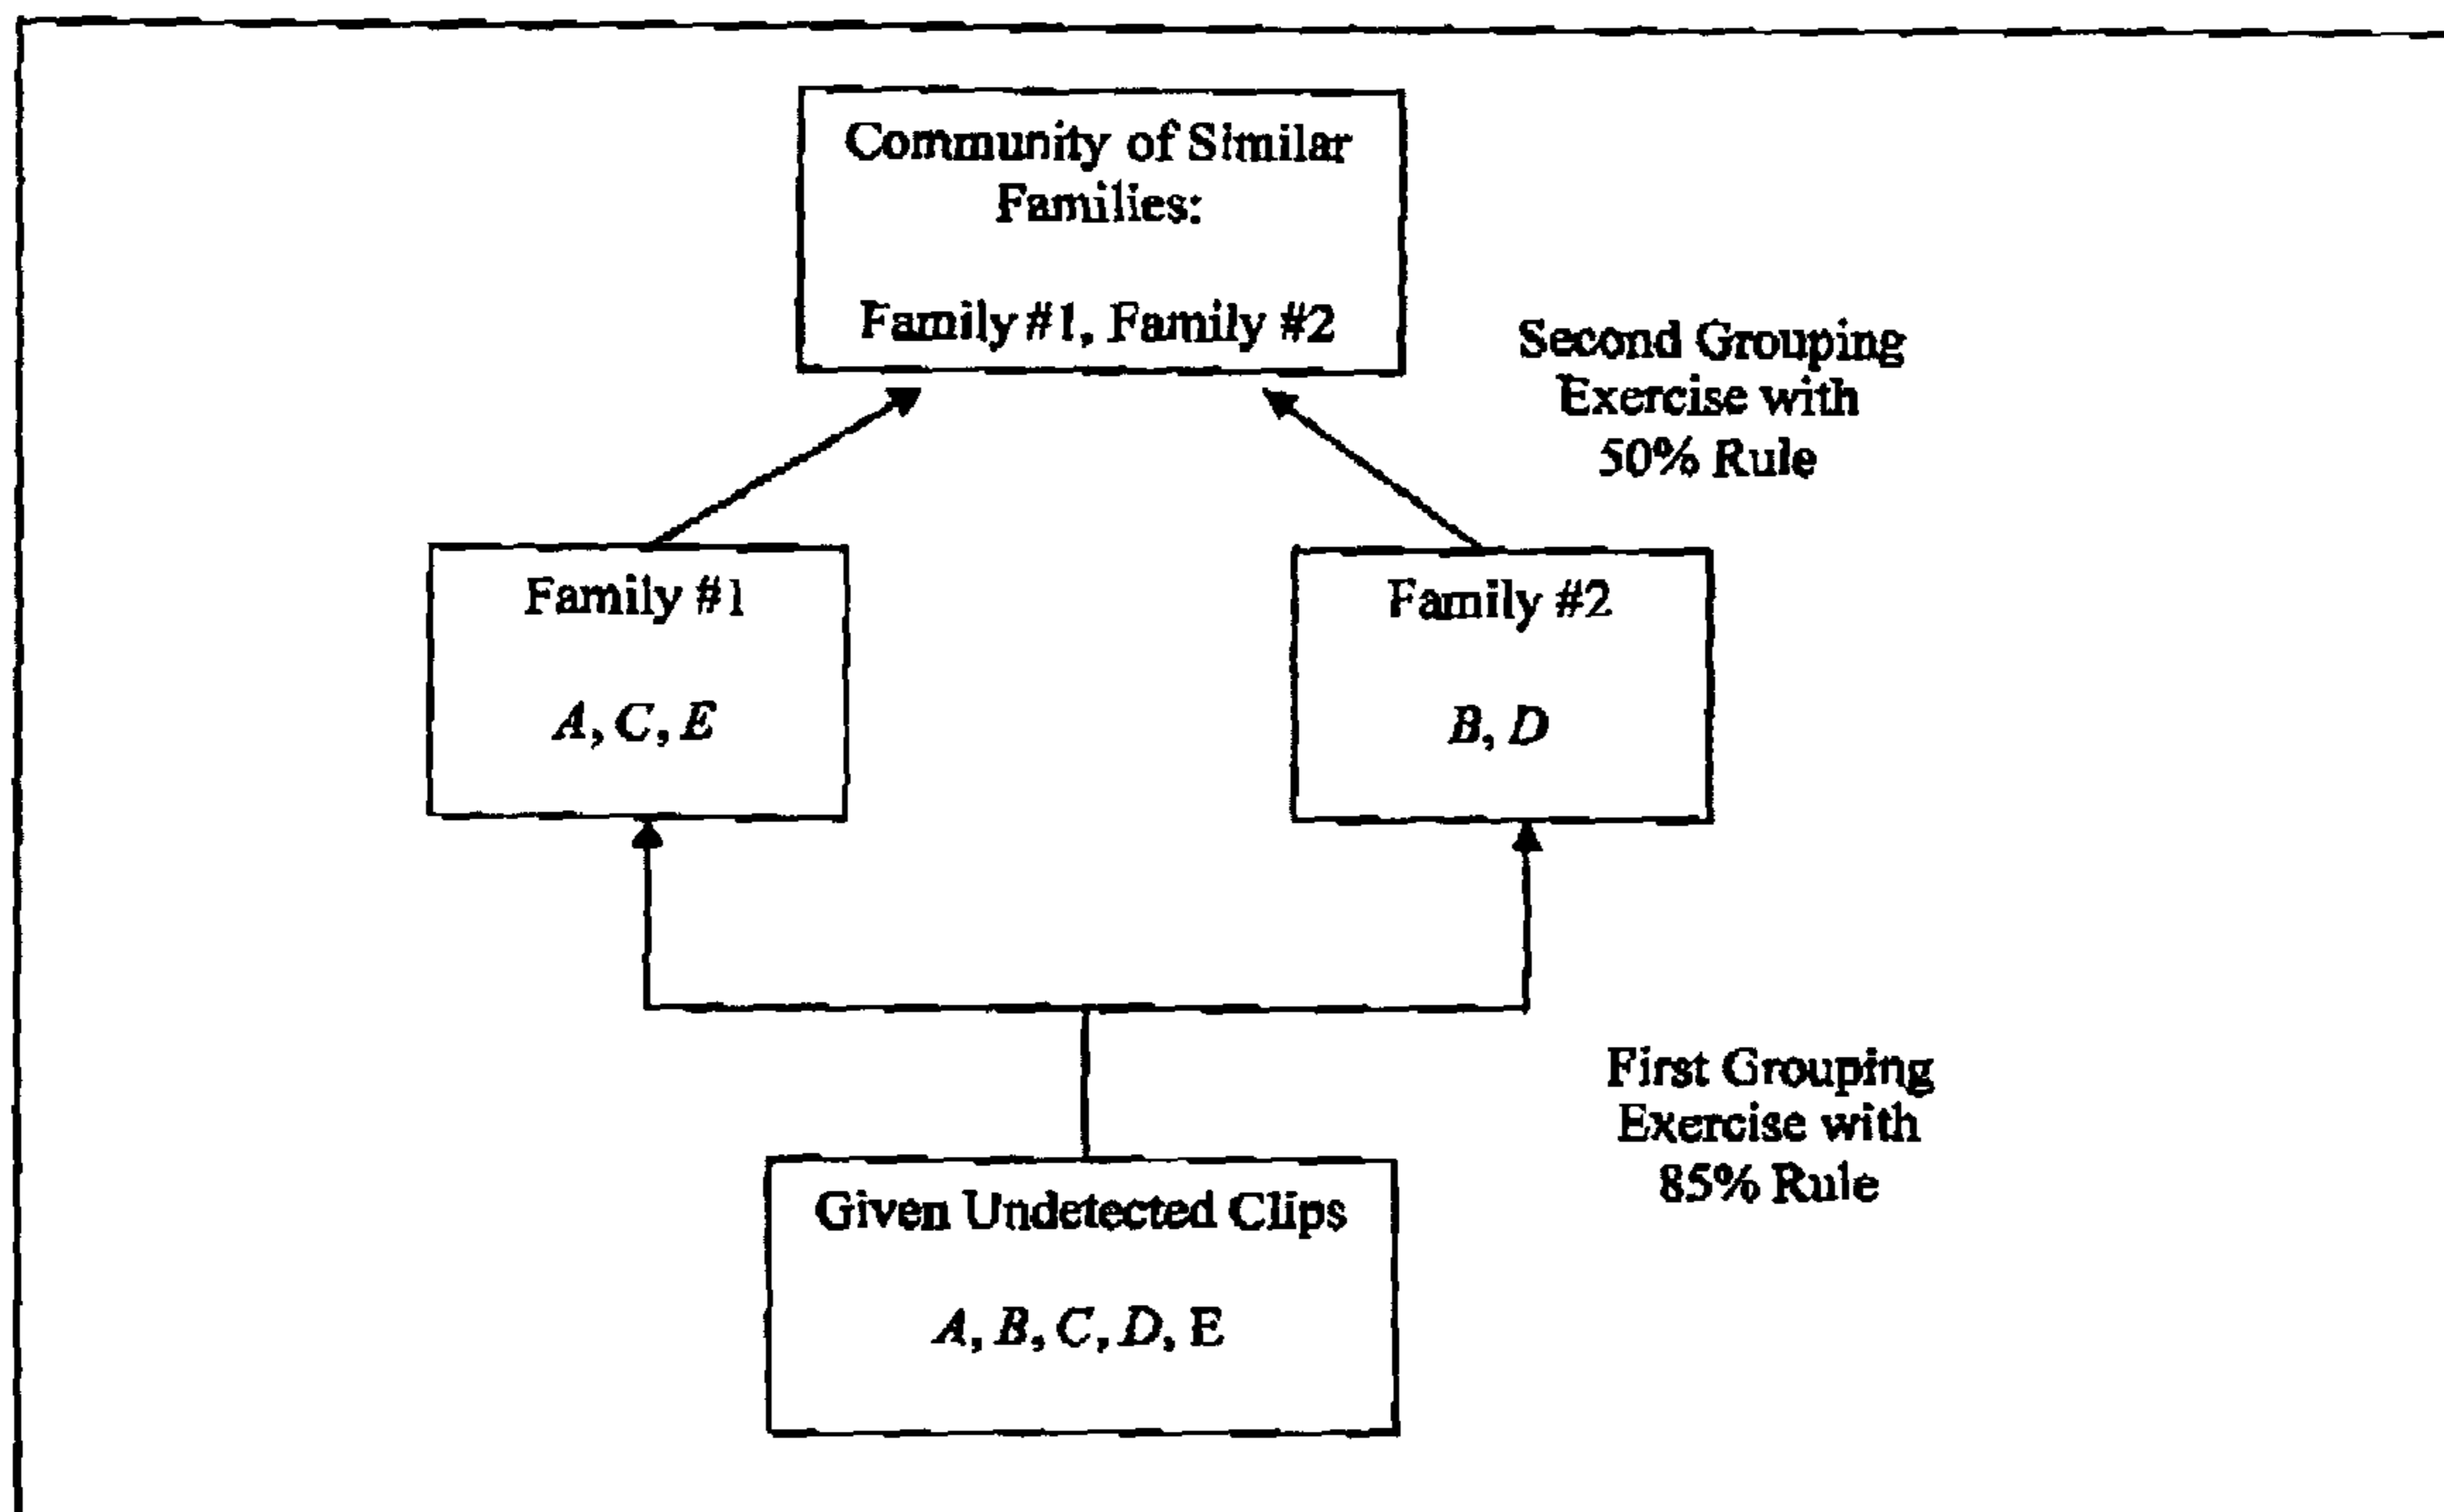 Community of Similar
Families:
Family #1, Family #2
Second Grouping
Exercise with
50% Rule
Family #1
A, C, E
Family #2
B, D
First Grouping
Exercise with
85% Rule
Given Undetected Clips
A, B, C, D, E